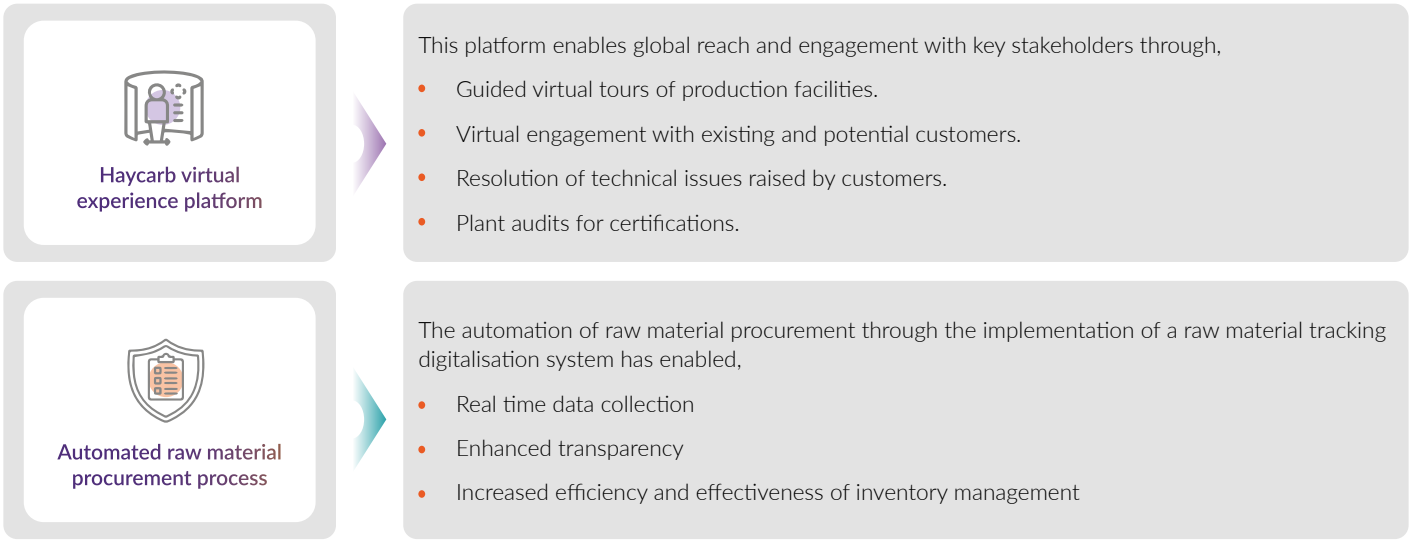 Haycarb virtual
experience platform
This platform enables global reach and engagement with key stakeholders through,
• Guided virtual tours of production facilities.
• Virtual engagement with existing and potential customers.
• Resolution of technical issues raised by customers.
• Plant audits for certifications.
Automated raw material
procurement process
The automation of raw material procurement through the implementation of a raw material tracking
digitalisation system has enabled,
• Real time data collection
• Enhanced transparency
• Increased efficiency and effectiveness of inventory management